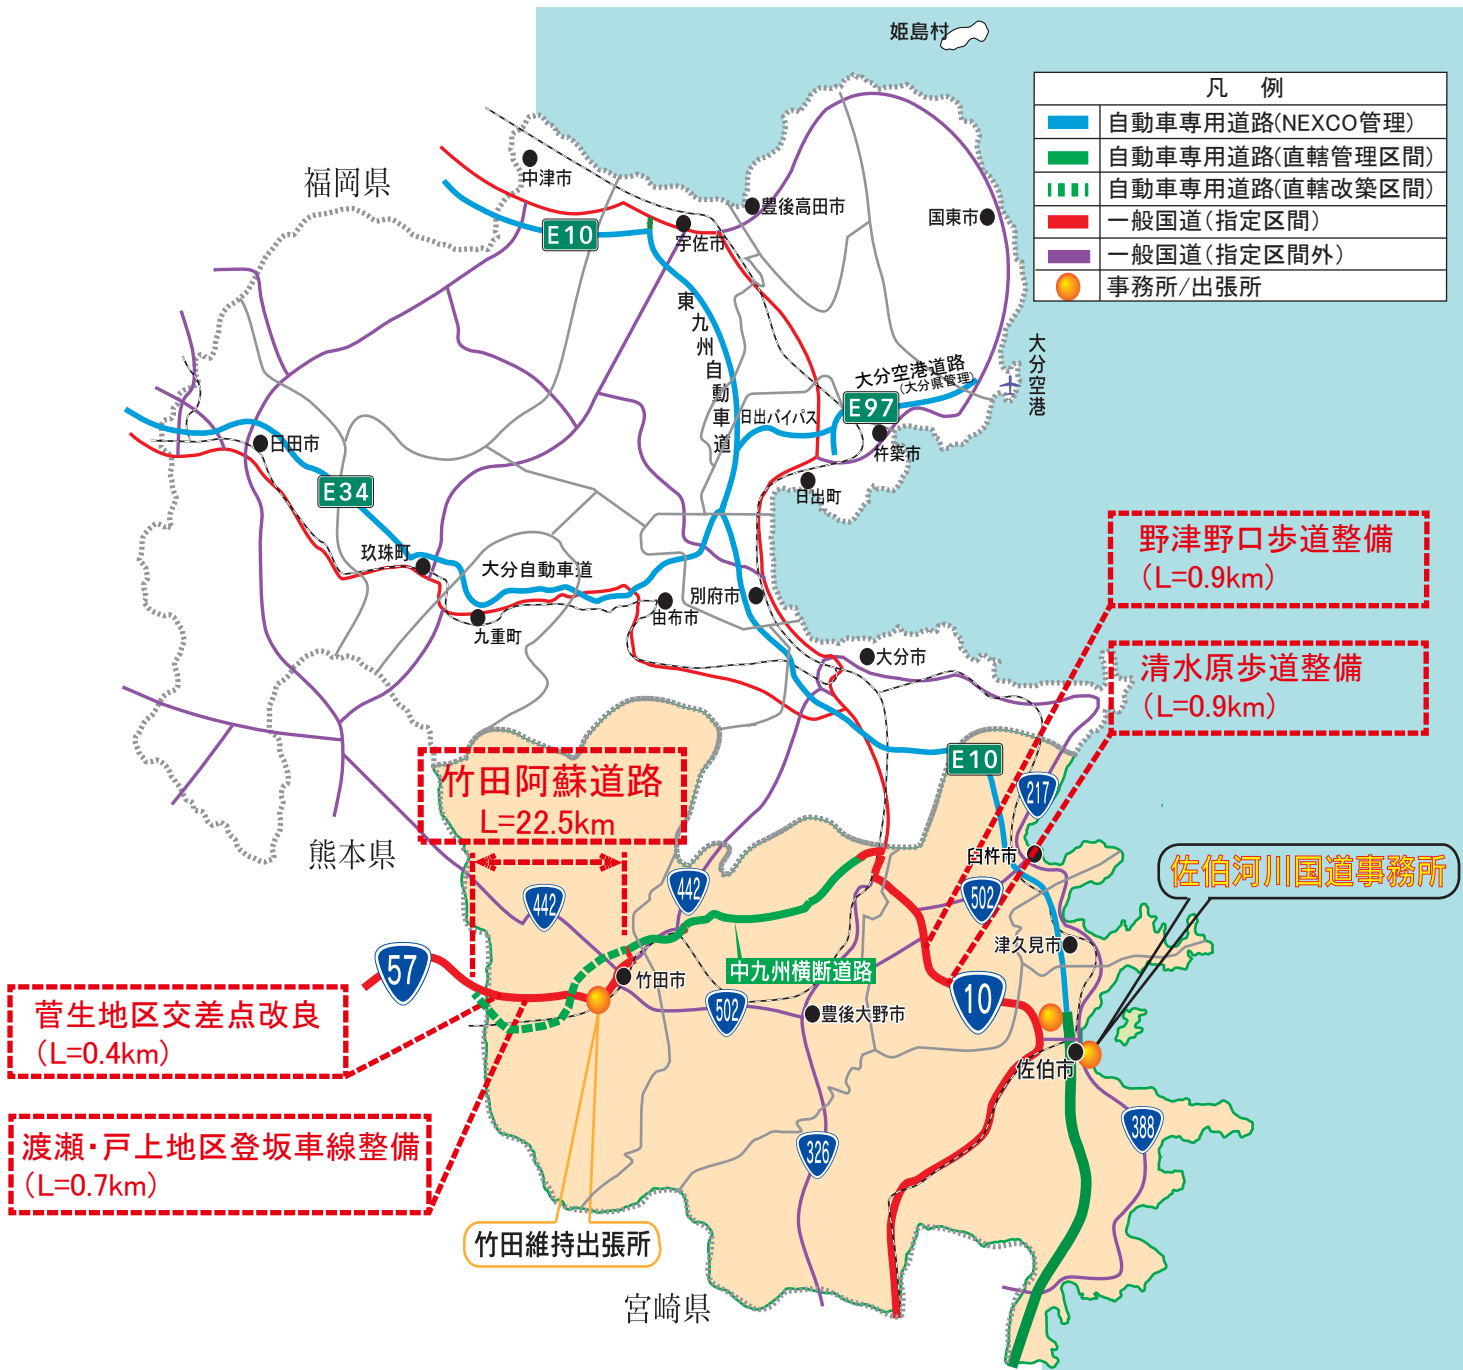 姫島村
凡　例
自動車専用道路(NEXCO管理)
自動車専用道路(直轄管理区間)
自動車専用道路(直轄改築区間)
一般国道(指定区間)
一般国道(指定区間外)
事務所/出張所
福岡県
中津市
豊後高田市
国東市
宇佐市
E10
東九州自動車道
大分空港
大分空港道路
(大分県管理)
E97
日出バイパス
杵築市
日出町
日田市
E34
玖珠町
大分自動車道
九重町
由布市
別府市
大分市
野津野口歩道整備
(L=0.9km)
清水原歩道整備
(L=0.9km)
E10
217
竹田阿蘇道路
L=22.5km
熊本県
臼杵市
佐伯河川国道事務所
442
442
502
津久見市
57
竹田市
中九州横断道路
502
豊後大野市
10
菅生地区交差点改良
(L=0.4km)
佐伯市
渡瀬・戸上地区登坂車線整備
(L=0.7km)
326
388
竹田維持出張所
宮崎県